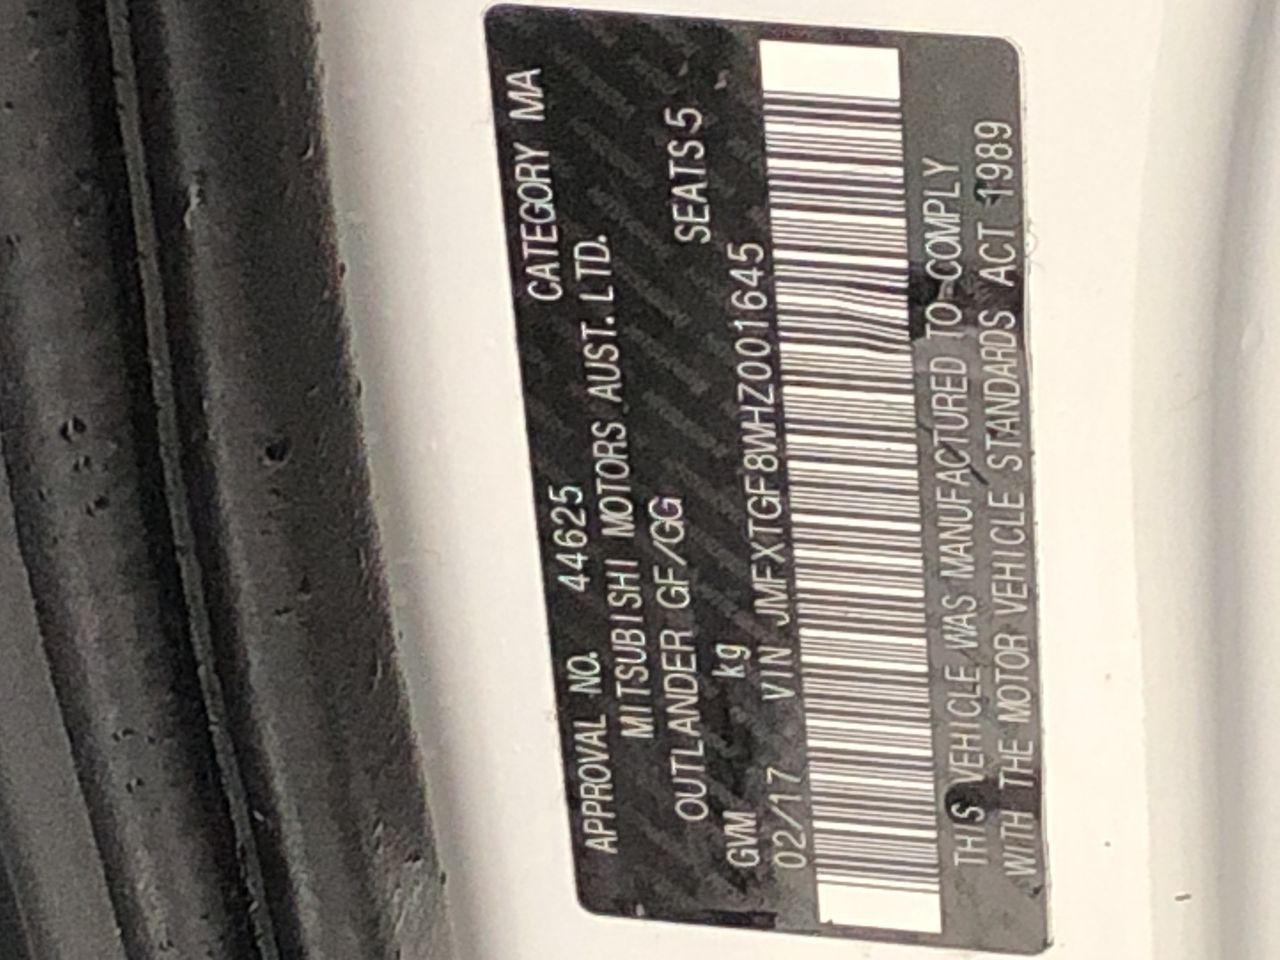 APPROVAL NO. 44625 CATEGORY MA
MITSUBISHI MOTORS AUST. LTD.
OUTLANDER GF/GG SEATS 5
GVM kg
02/17 VIN JMFXTGF8WHZ001645
THIS VEHICLE WAS MANUFACTURED TO COMPLY
WITH THE MOTOR VEHICLE STANDARDS ACT 1989